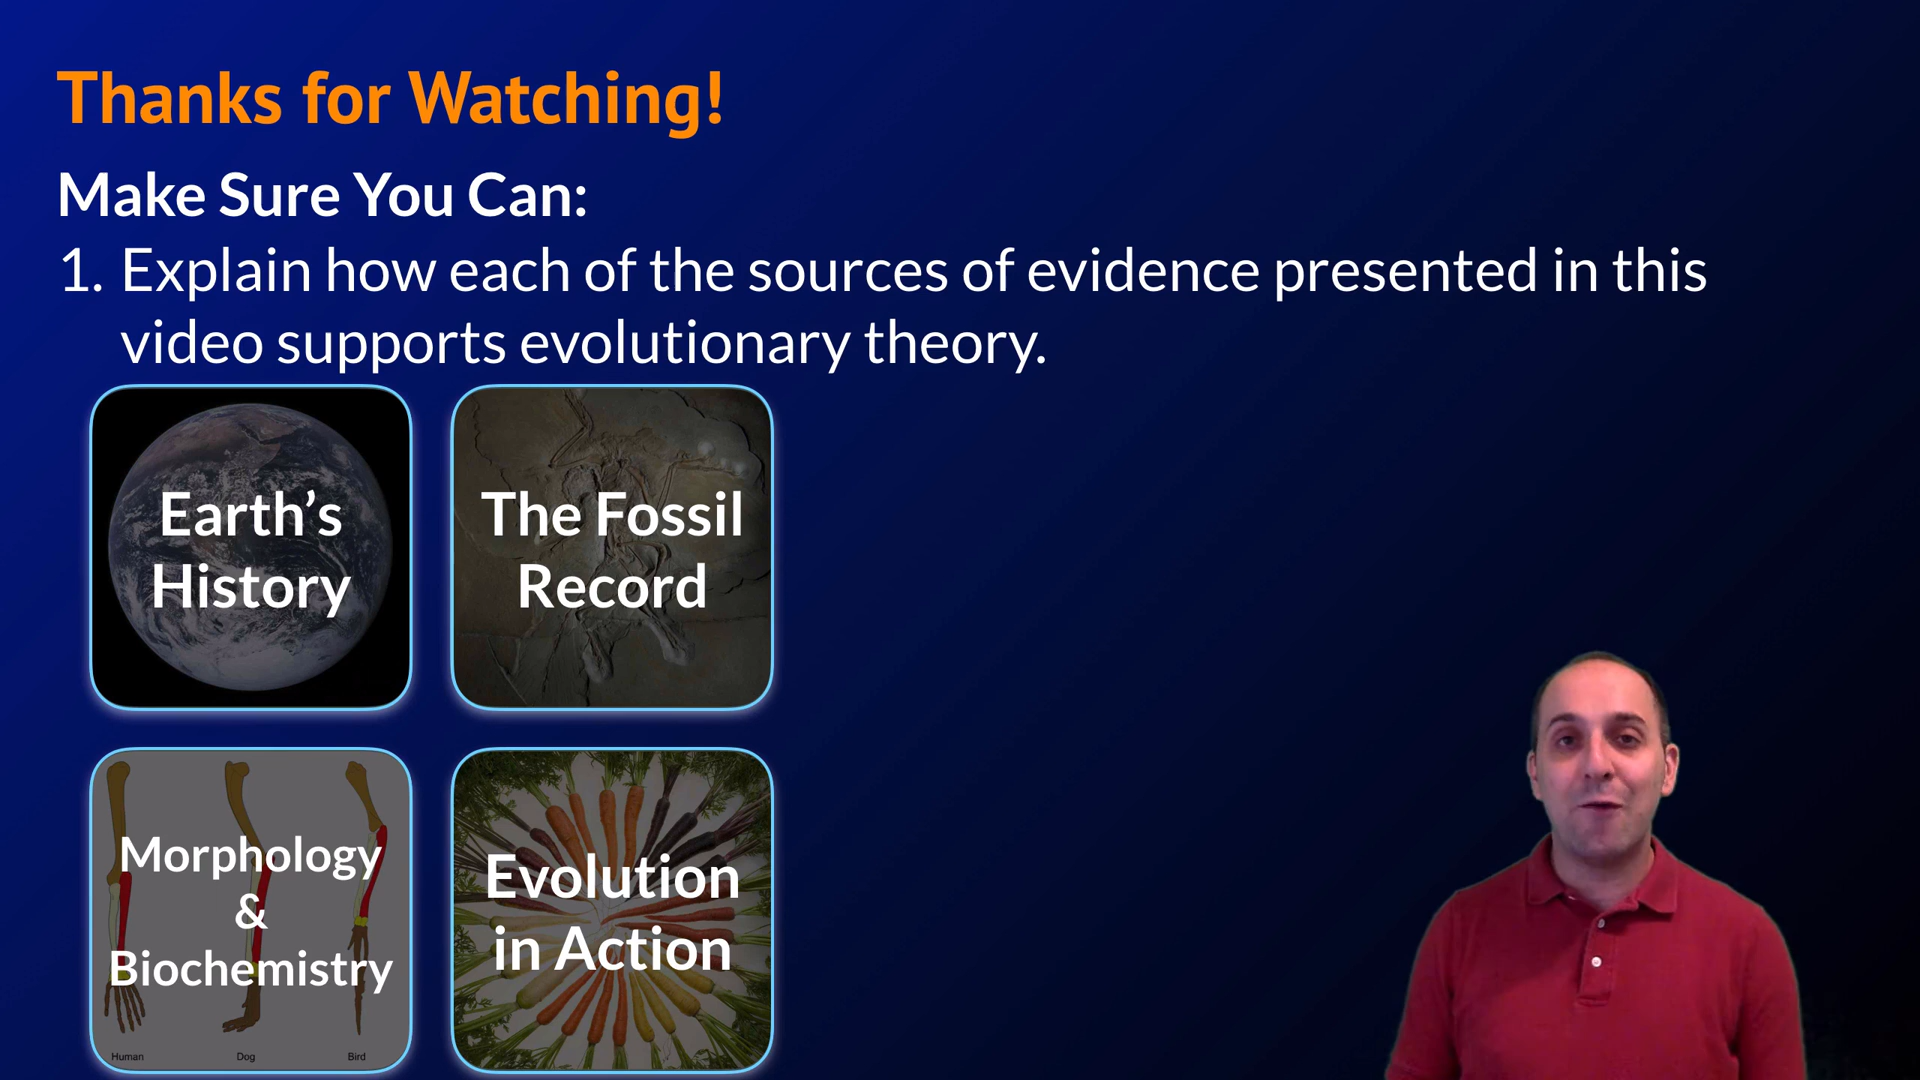 Thanks for Watching!
Make Sure You Can:
1. Explain how each of the sources of evidence presented in this
video supports evolutionary theory.
Earth’s
History
The Fossil
Record
Morphology
&
Biochemistry
Human
Dog
Bird
Evolution
in Action